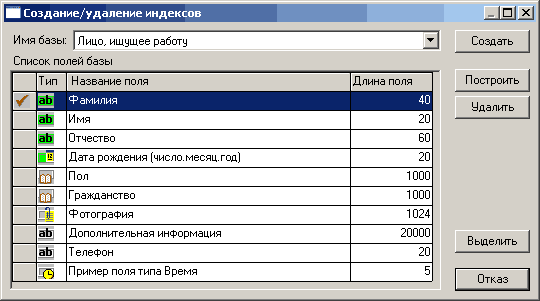 Создание/удаление индексов
Имя базы: Лицо, ищущее работу
Создать
Список полей базы
Тип Название поля Длина поля
Построить
ab Фамилия 40
Удалить
ab Имя 20
ab Отчество 60
12 Дата рождения (число.месяц.год) 20
Пол 1000
Гражданство 1000
Фотография 1024
ab Дополнительная информация 20000
Выделить
ab Телефон 20
Пример поля типа Время 5
Отказ